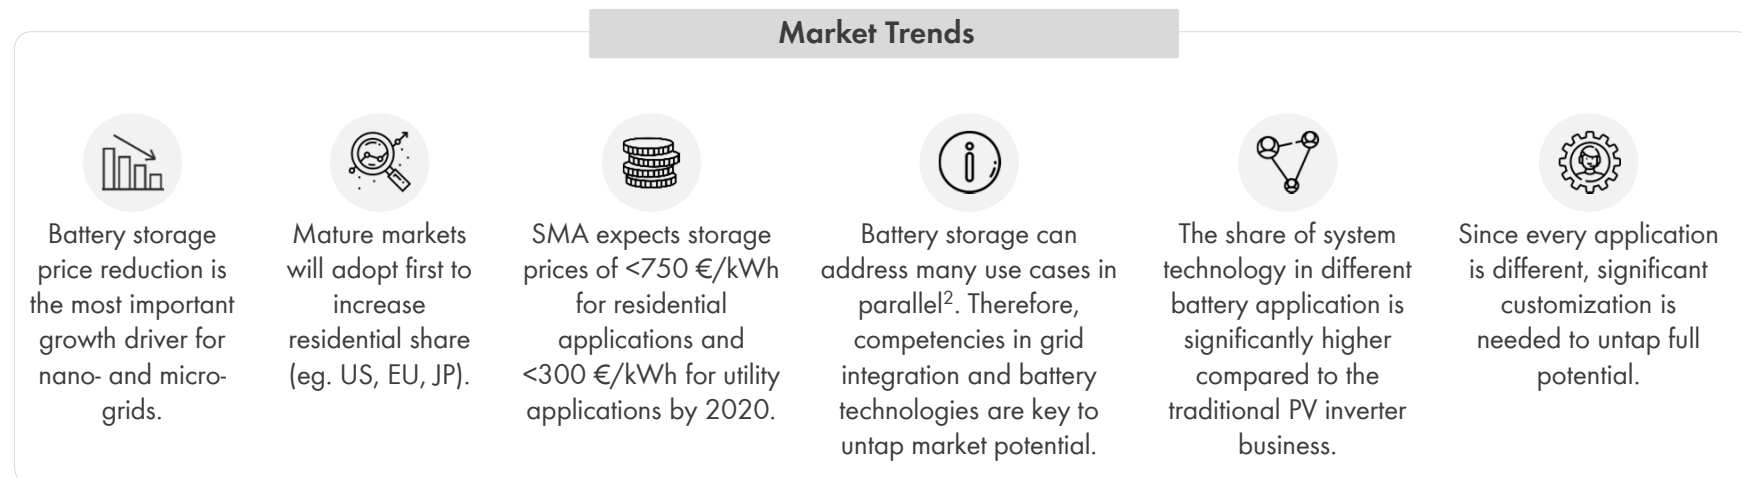 Market Trends
Battery storage
price reduction is
the most important
growth driver for
nano- and micro-
grids.
Mature markets
will adopt first to
increase
residential share
(eg. US, EU, JP).
SMA expects storage
prices of <750 €/kWh
for residential
applications and
<300 €/kWh for utility
applications by 2020.
Battery storage can
address many use cases in
parallel². Therefore,
competencies in grid
integration and battery
technologies are key to
untap market potential.
The share of system
technology in different
battery application is
significantly higher
compared to the
traditional PV inverter
business.
Since every application
is different, significant
customization is
needed to untap full
potential.